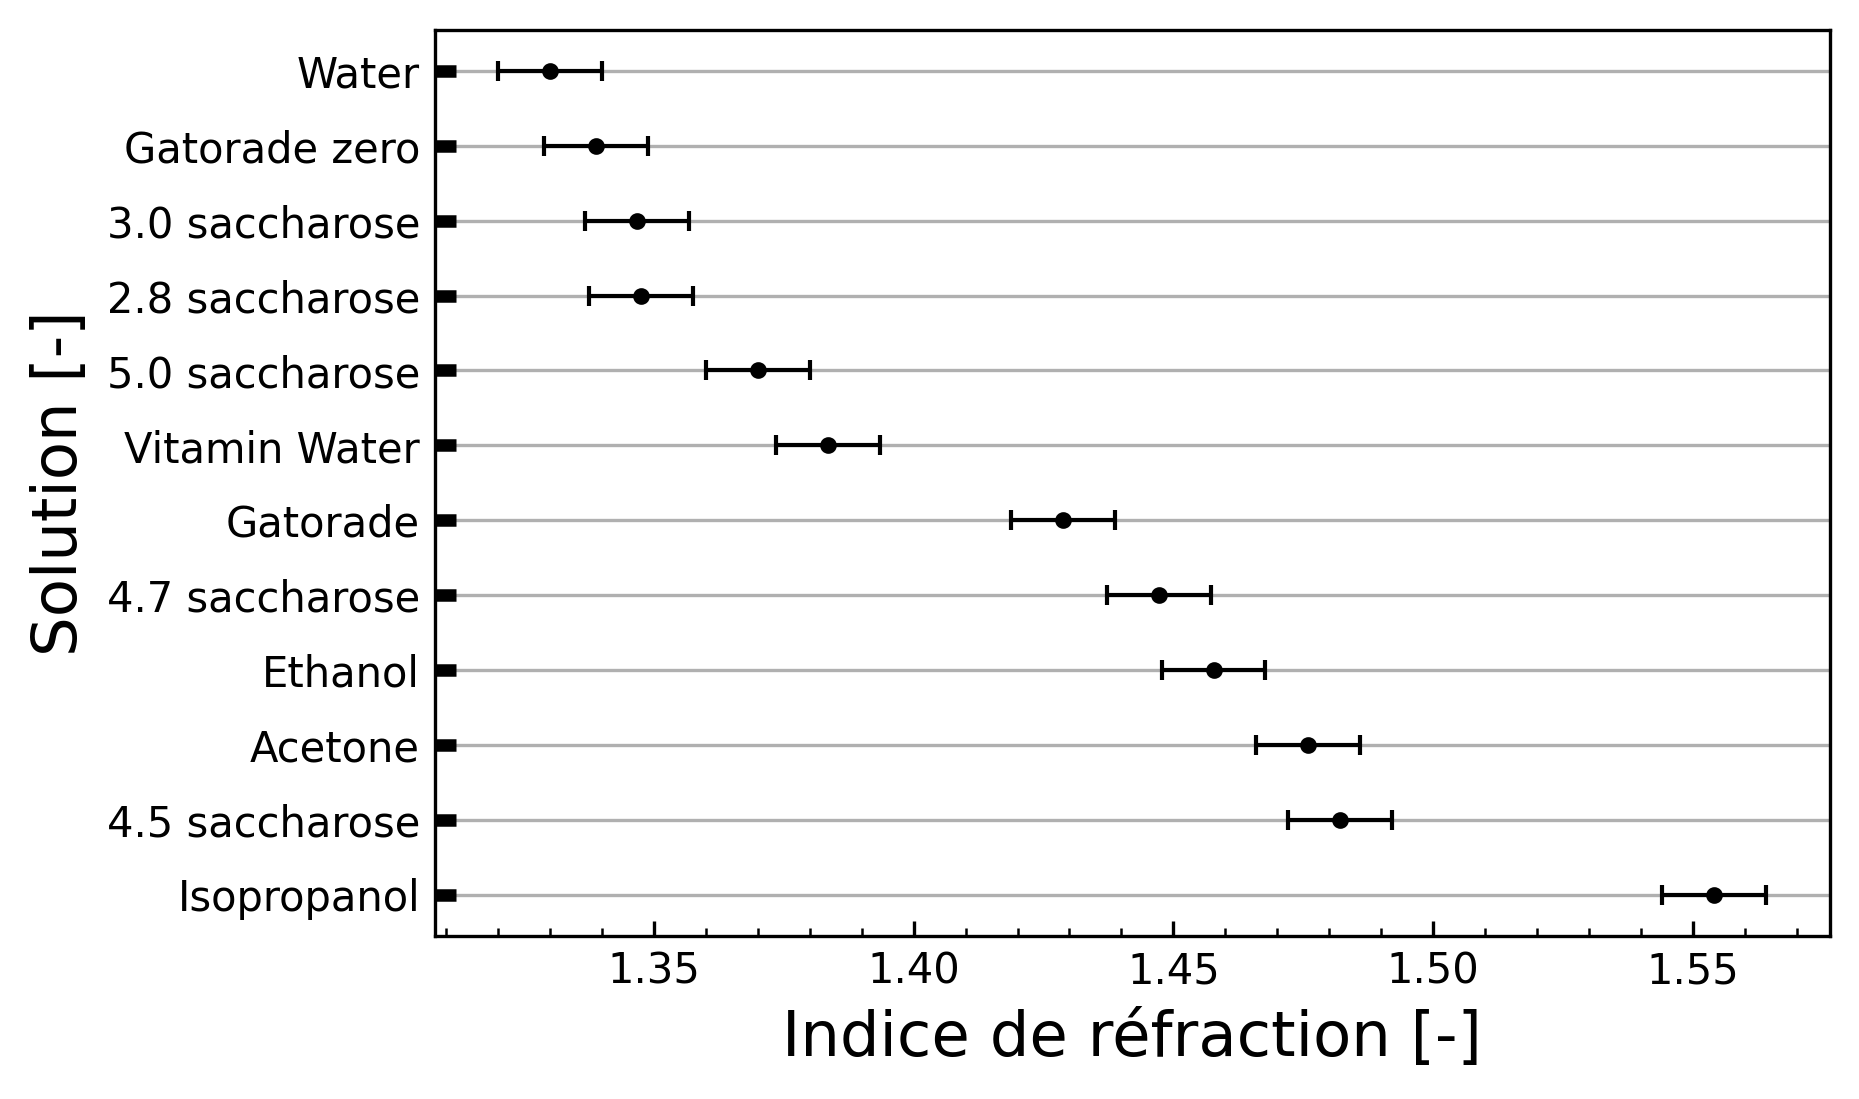 Water
Gatorade zero
3.0 saccharose
2.8 saccharose
5.0 saccharose
Vitamin Water
Gatorade
4.7 saccharose
Ethanol
Acetone
4.5 saccharose
Isopropanol
Solution [-]
1.35 1.40 1.45 1.50 1.55
Indice de réfraction [-]